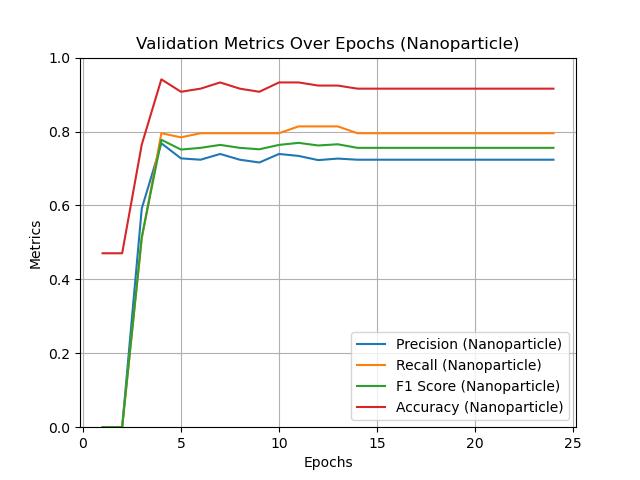 Validation Metrics Over Epochs (Nanoparticle)
1.0
0.8
0.6
0.4
0.2
0.0
Metrics
0 5 10 15 20 25
Epochs
Precision (Nanoparticle)
Recall (Nanoparticle)
F1 Score (Nanoparticle)
Accuracy (Nanoparticle)